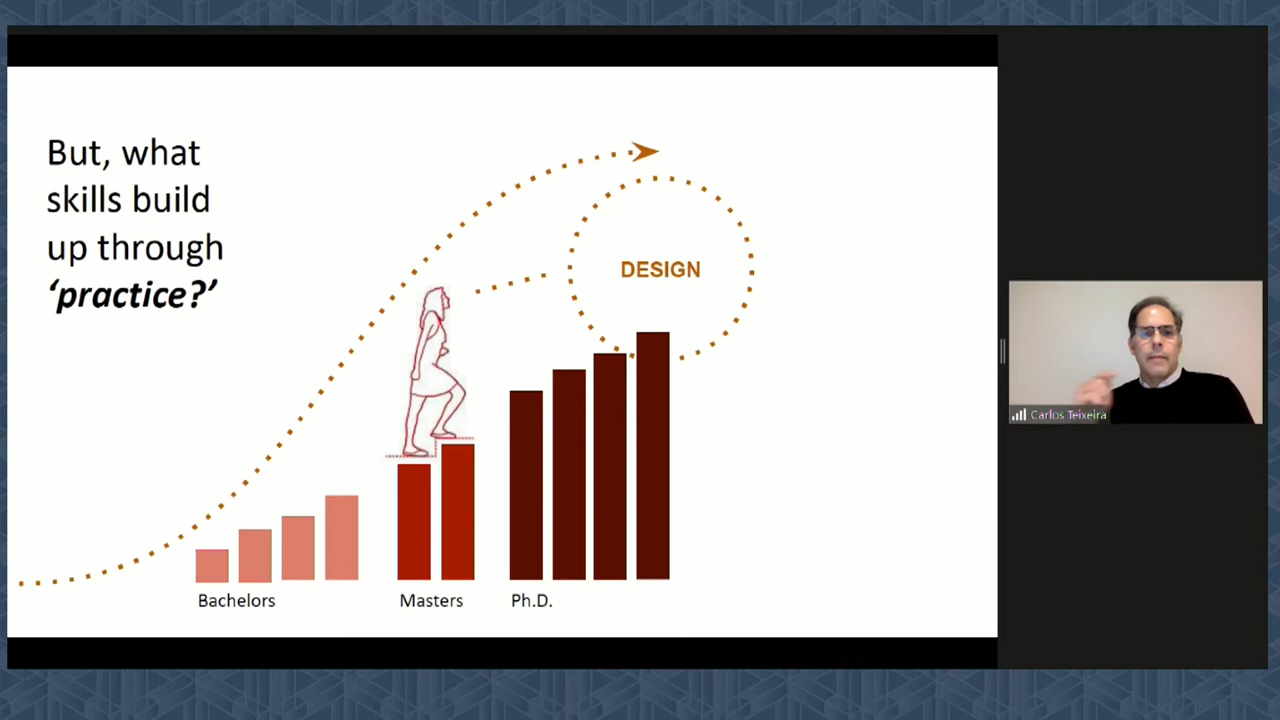 But, what
skills build
up through
‘practice?’
DESIGN
Bachelors
Masters
Ph.D.
Carlos Teixeira